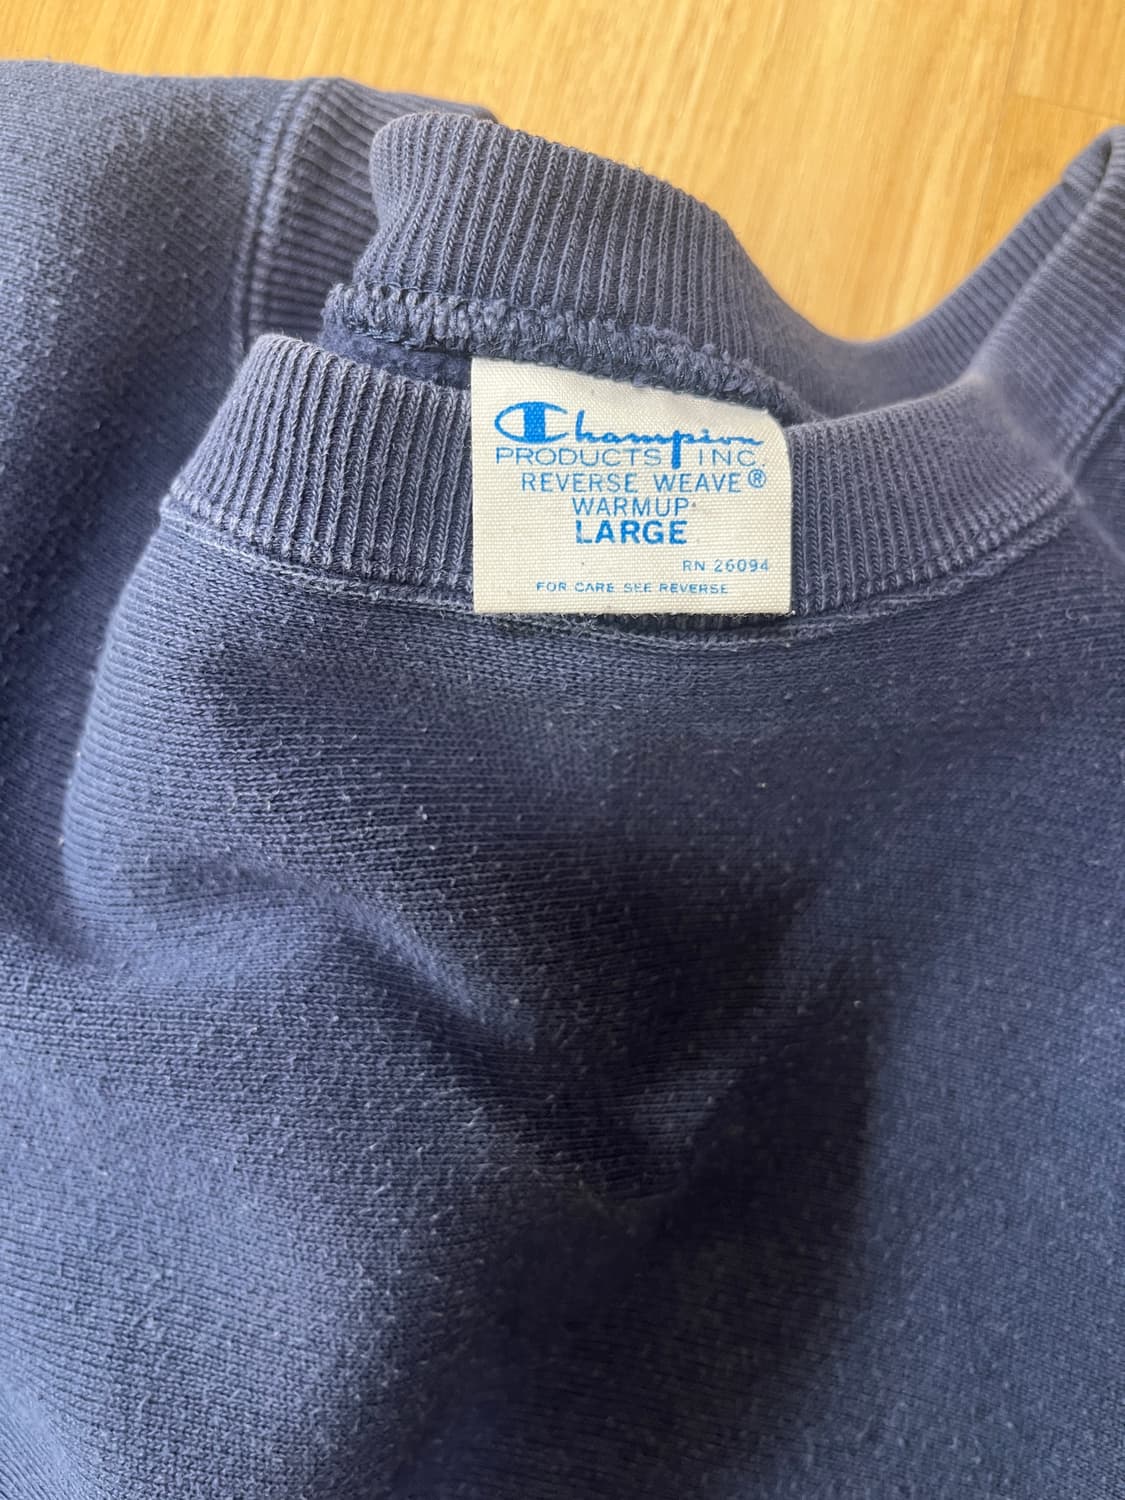 Champion
PRODUCTS INC.
REVERSE WEAVE®
WARMUP
LARGE
RN 26094
FOR CARE SEE REVERSE